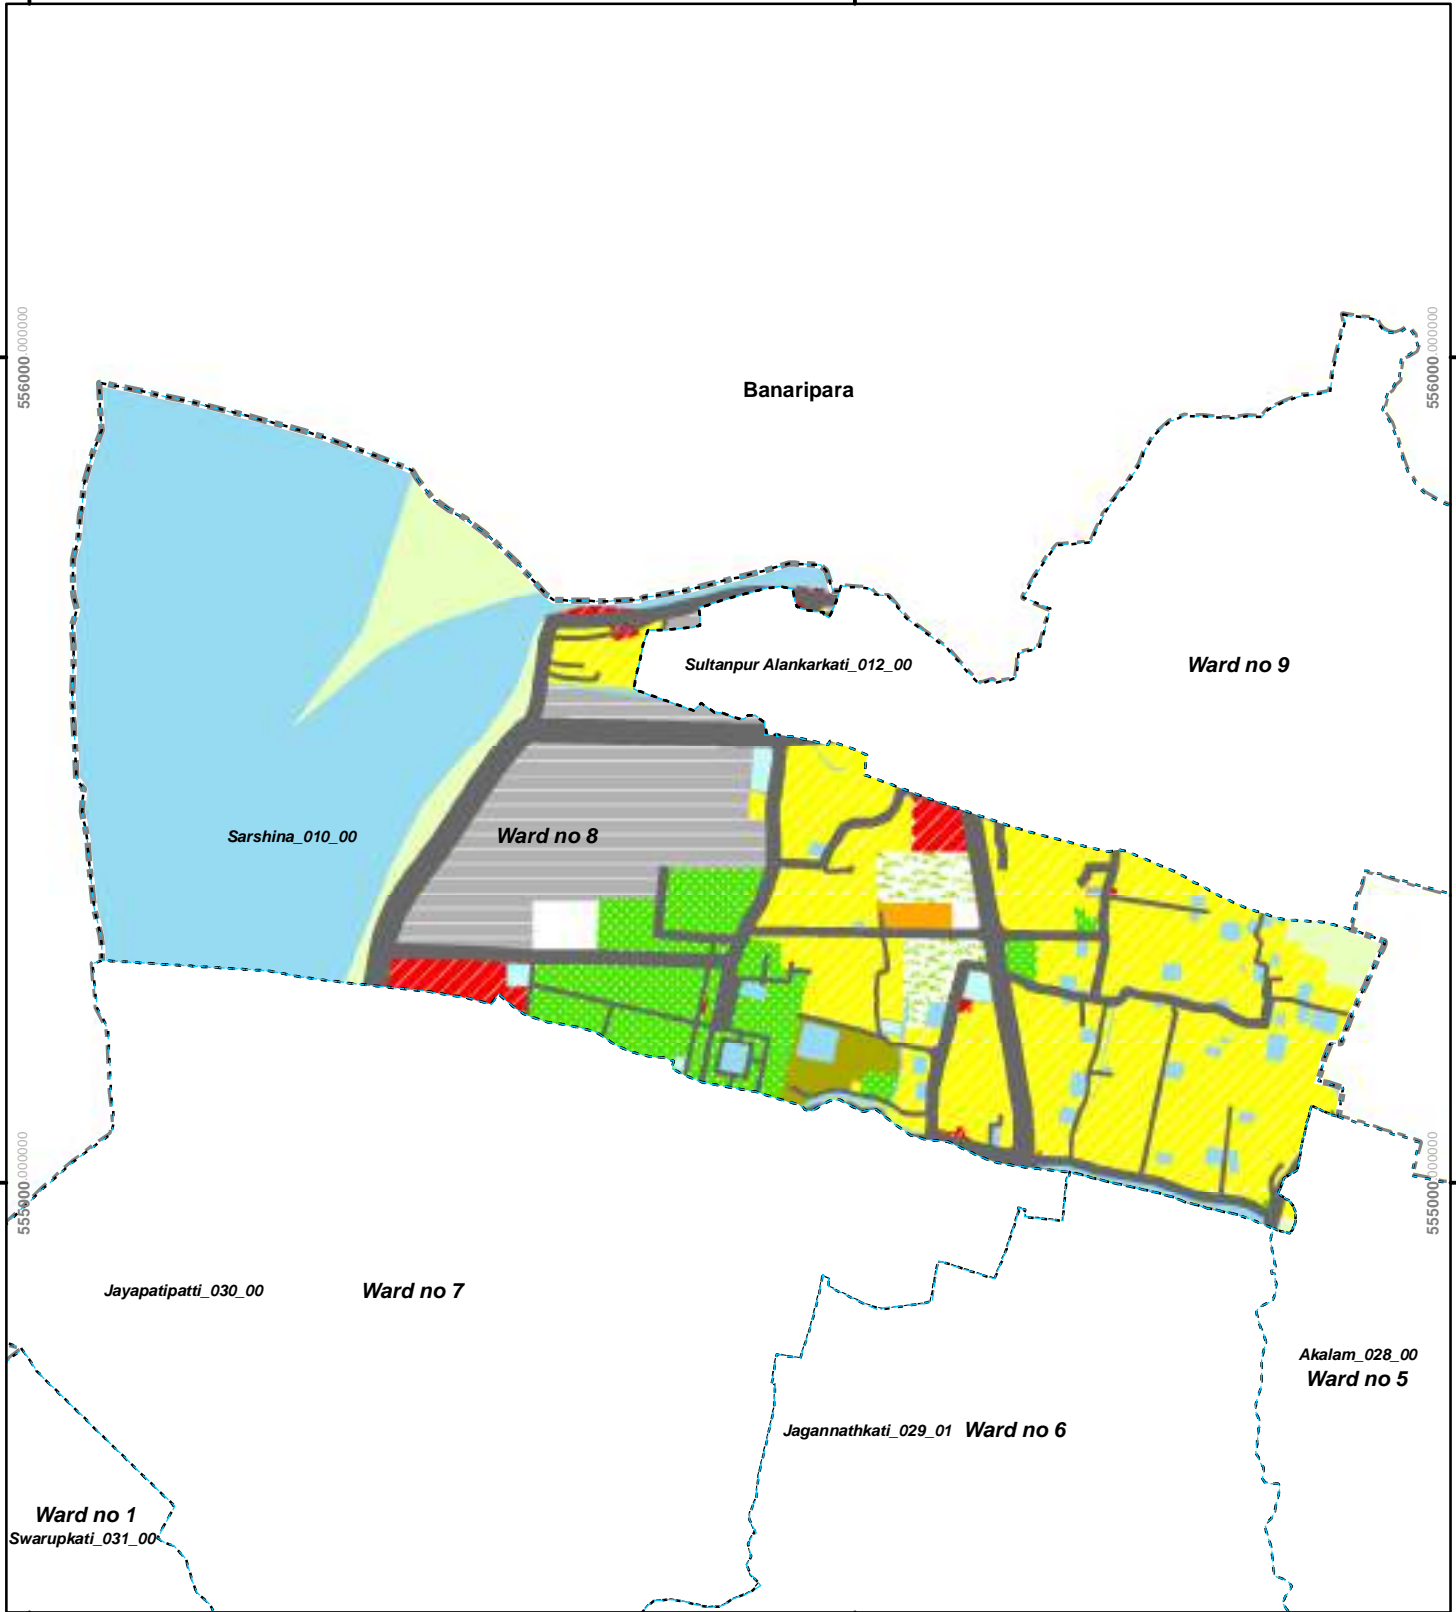 556000.000000
556000.000000
Banaripara
Sultanpur Alankarkati_012_00
Ward no 9
Sarshina_010_00
Ward no 8
555000.000000
555000.000000
Jayapatipatti_030_00
Ward no 7
Akalam_028_00
Ward no 5
Jagannathkati_029_01
Ward no 6
Ward no 1
Swarupkati_031_00